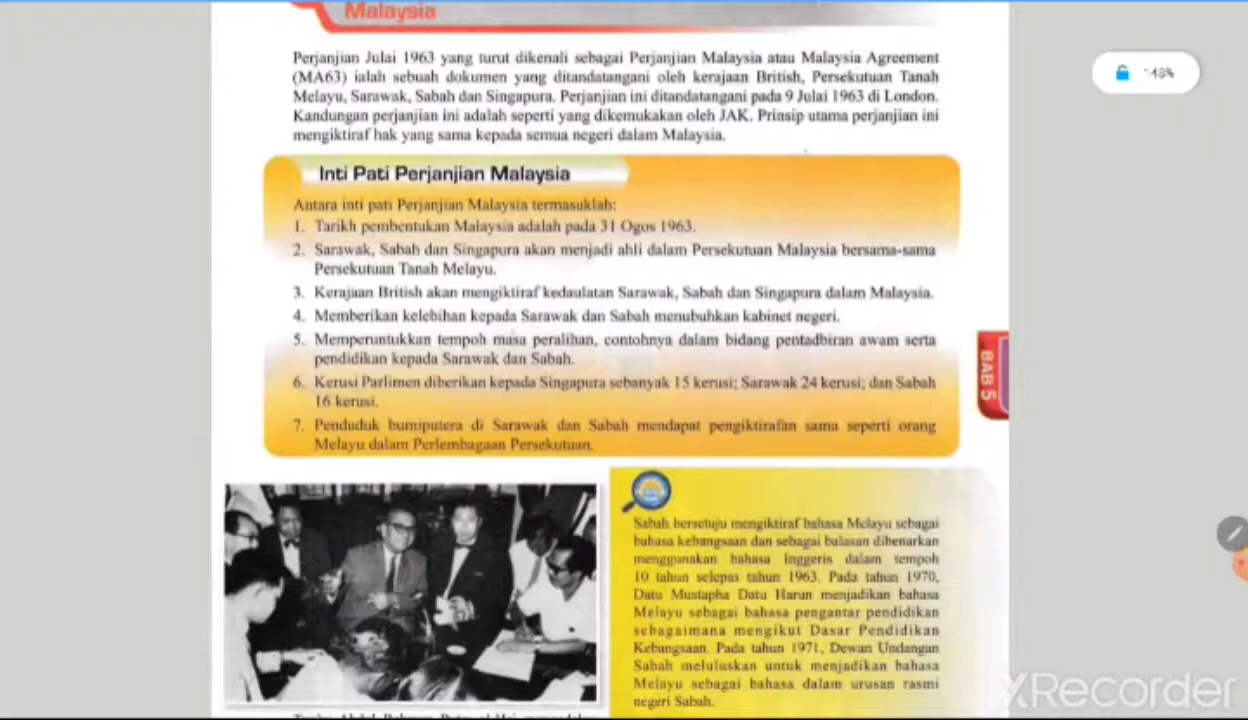 Malaysia
Perjanjian Julai 1963 yang turut dikenali sebagai Perjanjian Malaysia atau Malaysia Agreement
(MA63) ialah sebuah dokumen yang ditandatangani oleh kerajaan British, Persekutuan Tanah
Melayu, Sarawak, Sabah dan Singapura. Perjanjian ini ditandatangani pada 9 Julai 1963 di London.
Kandungan perjanjian ini adalah seperti yang dikemukakan oleh JAK. Prinsip utama perjanjian ini
mengiktiraf hak yang sama kepada semua negeri dalam Malaysia.
Inti Pati Perjanjian Malaysia
Antara inti pati Perjanjian Malaysia termasuklah:
1. Tarikh pembentukan Malaysia adalah pada 31 Ogos 1963.
2. Sarawak, Sabah dan Singapura akan menjadi ahli dalam Persekutuan Malaysia bersama-sama
Persekutuan Tanah Melayu.
3. Kerajaan British akan mengiktiraf kedaulatan Sarawak, Sabah dan Singapura dalam Malaysia.
4. Memberikan kelebihan kepada Sarawak dan Sabah menubuhkan kabinet negeri.
5. Memperuntukkan tempoh masa peralihan, contohnya dalam bidang pentadbiran awam serta
pendidikan kepada Sarawak dan Sabah.
6. Kerusi Parlimen diberikan kepada Singapura sebanyak 15 kerusi; Sarawak 24 kerusi; dan Sabah
16 kerusi.
7. Penduduk bumiputera di Sarawak dan Sabah mendapat pengiktirafan sama seperti orang
Melayu dalam Perlembagaan Persekutuan.
BAB 5
Sabah bersetuju mengiktiraf bahasa Melayu sebagai
bahasa kebangsaan dan sebagai balasan dibenarkan
menggunakan bahasa Inggeris dalam tempoh
10 tahun selepas tahun 1963. Pada tahun 1970,
Datu Mustapha Datu Harun menjadikan bahasa
Melayu sebagai bahasa pengantar pendidikan
sebagaimana mengikut Dasar Pendidikan
Kebangsaan. Pada tahun 1971, Dewan Undangan
Sabah meluluskan untuk menjadikan bahasa
Melayu sebagai bahasa dalam urusan rasmi
negeri Sabah.
XRecorder